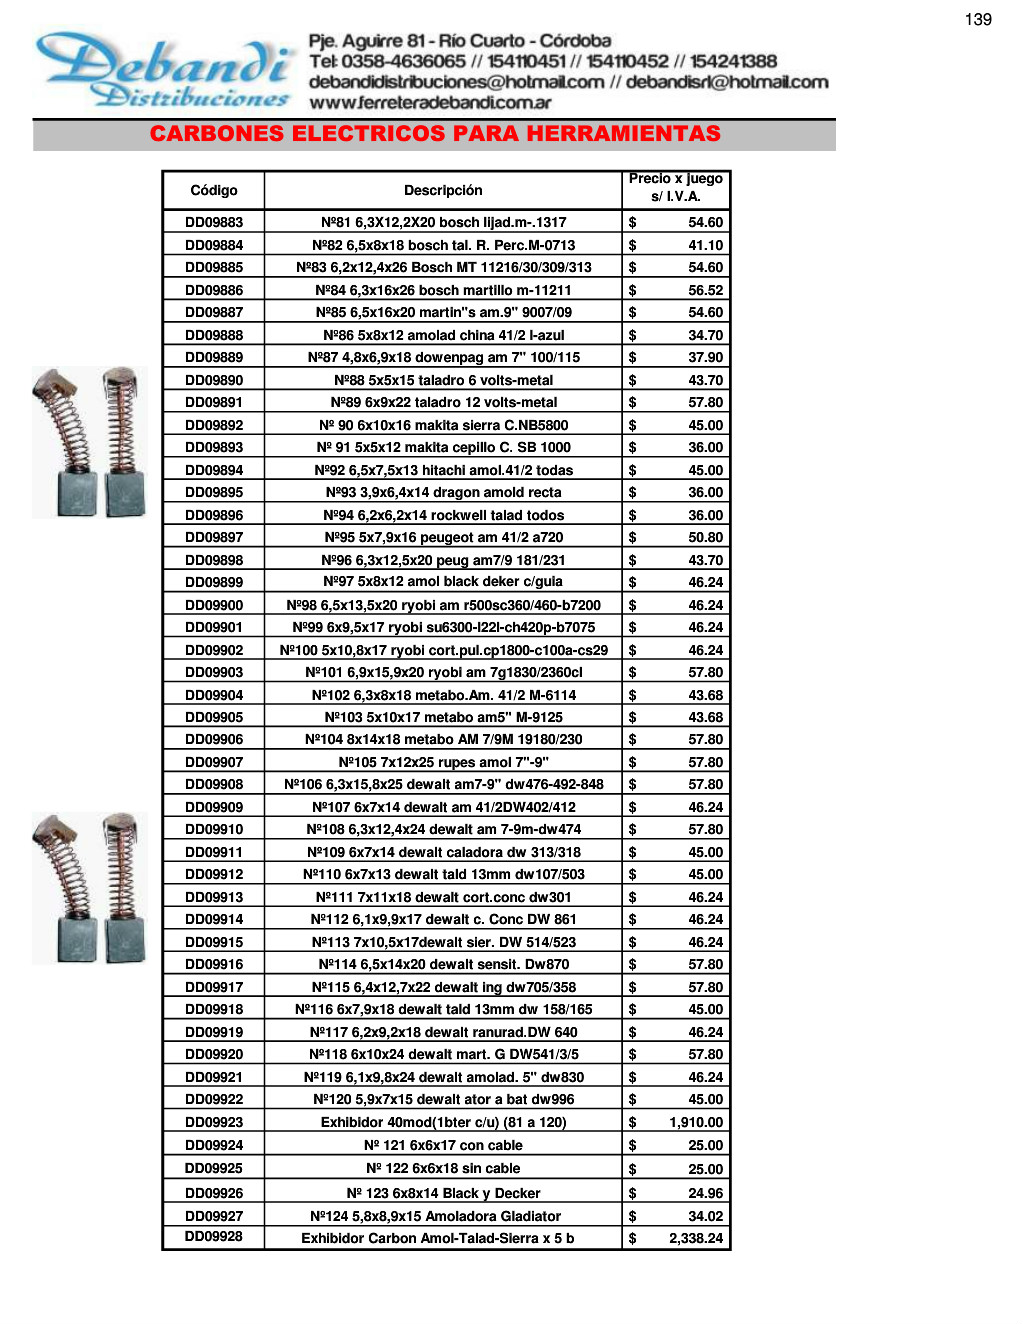 139
Debandi
Distribuciones
Pje. Aguirre 81 - Río Cuarto - Córdoba
Tel: 0358-4636065 // 154110451 // 154110452 // 154241388
debandidistribuciones@hotmail.com // debandisrl@hotmail.com
www.ferreteradebandi.com.ar
CARBONES ELECTRICOS PARA HERRAMIENTAS
Código Descripción Precio x juego s/ I.V.A.
DD09883 Nº81 6,3X12,2X20 bosch lijad.m-.1317 $ 54.60
DD09884 Nº82 6,5x8x18 bosch tal. R. Perc.M-0713 $ 41.10
DD09885 Nº83 6,2x12,4x26 Bosch MT 11216/30/309/313 $ 54.60
DD09886 Nº84 6,3x16x26 bosch martillo m-11211 $ 56.52
DD09887 Nº85 6,5x16x20 martin"s am.9" 9007/09 $ 54.60
DD09888 Nº86 5x8x12 amolad china 41/2 l-azul $ 34.70
DD09889 Nº87 4,8x6,9x18 dowenpag am 7" 100/115 $ 37.90
DD09890 Nº88 5x5x15 taladro 6 volts-metal $ 43.70
DD09891 Nº89 6x9x22 taladro 12 volts-metal $ 57.80
DD09892 Nº 90 6x10x16 makita sierra C.NB5800 $ 45.00
DD09893 Nº 91 5x5x12 makita cepillo C. SB 1000 $ 36.00
DD09894 Nº92 6,5x7,5x13 hitachi amol.41/2 todas $ 45.00
DD09895 Nº93 3,9x6,4x14 dragon amold recta $ 36.00
DD09896 Nº94 6,2x6,2x14 rockwell talad todos $ 36.00
DD09897 Nº95 5x7,9x16 peugeot am 41/2 a720 $ 50.80
DD09898 Nº96 6,3x12,5x20 peug am7/9 181/231 $ 43.70
DD09899 Nº97 5x8x12 amol black deker c/guia $ 46.24
DD09900 Nº98 6,5x13,5x20 ryobi am r500sc360/460-b7200 $ 46.24
DD09901 Nº99 6x9,5x17 ryobi su6300-l22l-ch420p-b7075 $ 46.24
DD09902 Nº100 5x10,8x17 ryobi cort.pul.cp1800-c100a-cs29 $ 46.24
DD09903 Nº101 6,9x15,9x20 ryobi am 7g1830/2360cl $ 57.80
DD09904 Nº102 6,3x8x18 metabo.Am. 41/2 M-6114 $ 43.68
DD09905 Nº103 5x10x17 metabo am5" M-9125 $ 43.68
DD09906 Nº104 8x14x18 metabo AM 7/9M 19180/230 $ 57.80
DD09907 Nº105 7x12x25 rupes amol 7"-9" $ 57.80
DD09908 Nº106 6,3x15,8x25 dewalt am7-9" dw476-492-848 $ 57.80
DD09909 Nº107 6x7x14 dewalt am 41/2DW402/412 $ 46.24
DD09910 Nº108 6,3x12,4x24 dewalt am 7-9m-dw474 $ 57.80
DD09911 Nº109 6x7x14 dewalt caladora dw 313/318 $ 45.00
DD09912 Nº110 6x7x13 dewalt tald 13mm dw107/503 $ 45.00
DD09913 Nº111 7x11x18 dewalt cort.conc dw301 $ 46.24
DD09914 Nº112 6,1x9,9x17 dewalt c. Conc DW 861 $ 46.24
DD09915 Nº113 7x10,5x17dewalt sier. DW 514/523 $ 46.24
DD09916 Nº114 6,5x14x20 dewalt sensit. Dw870 $ 57.80
DD09917 Nº115 6,4x12,7x22 dewalt ing dw705/358 $ 57.80
DD09918 Nº116 6x7,9x18 dewalt tald 13mm dw 158/165 $ 45.00
DD09919 Nº117 6,2x9,2x18 dewalt ranurad.DW 640 $ 46.24
DD09920 Nº118 6x10x24 dewalt mart. G DW541/3/5 $ 57.80
DD09921 Nº119 6,1x9,8x24 dewalt amolad. 5" dw830 $ 46.24
DD09922 Nº120 5,9x7x15 dewalt ator a bat dw996 $ 45.00
DD09923 Exhibidor 40mod(1bter c/u) (81 a 120) $ 1,910.00
DD09924 Nº 121 6x6x17 con cable $ 25.00
DD09925 Nº 122 6x6x18 sin cable $ 25.00
DD09926 Nº 123 6x8x14 Black y Decker $ 24.96
DD09927 Nº124 5,8x8,9x15 Amoladora Gladiator $ 34.02
DD09928 Exhibidor Carbon Amol-Talad-Sierra x 5 b $ 2,338.24